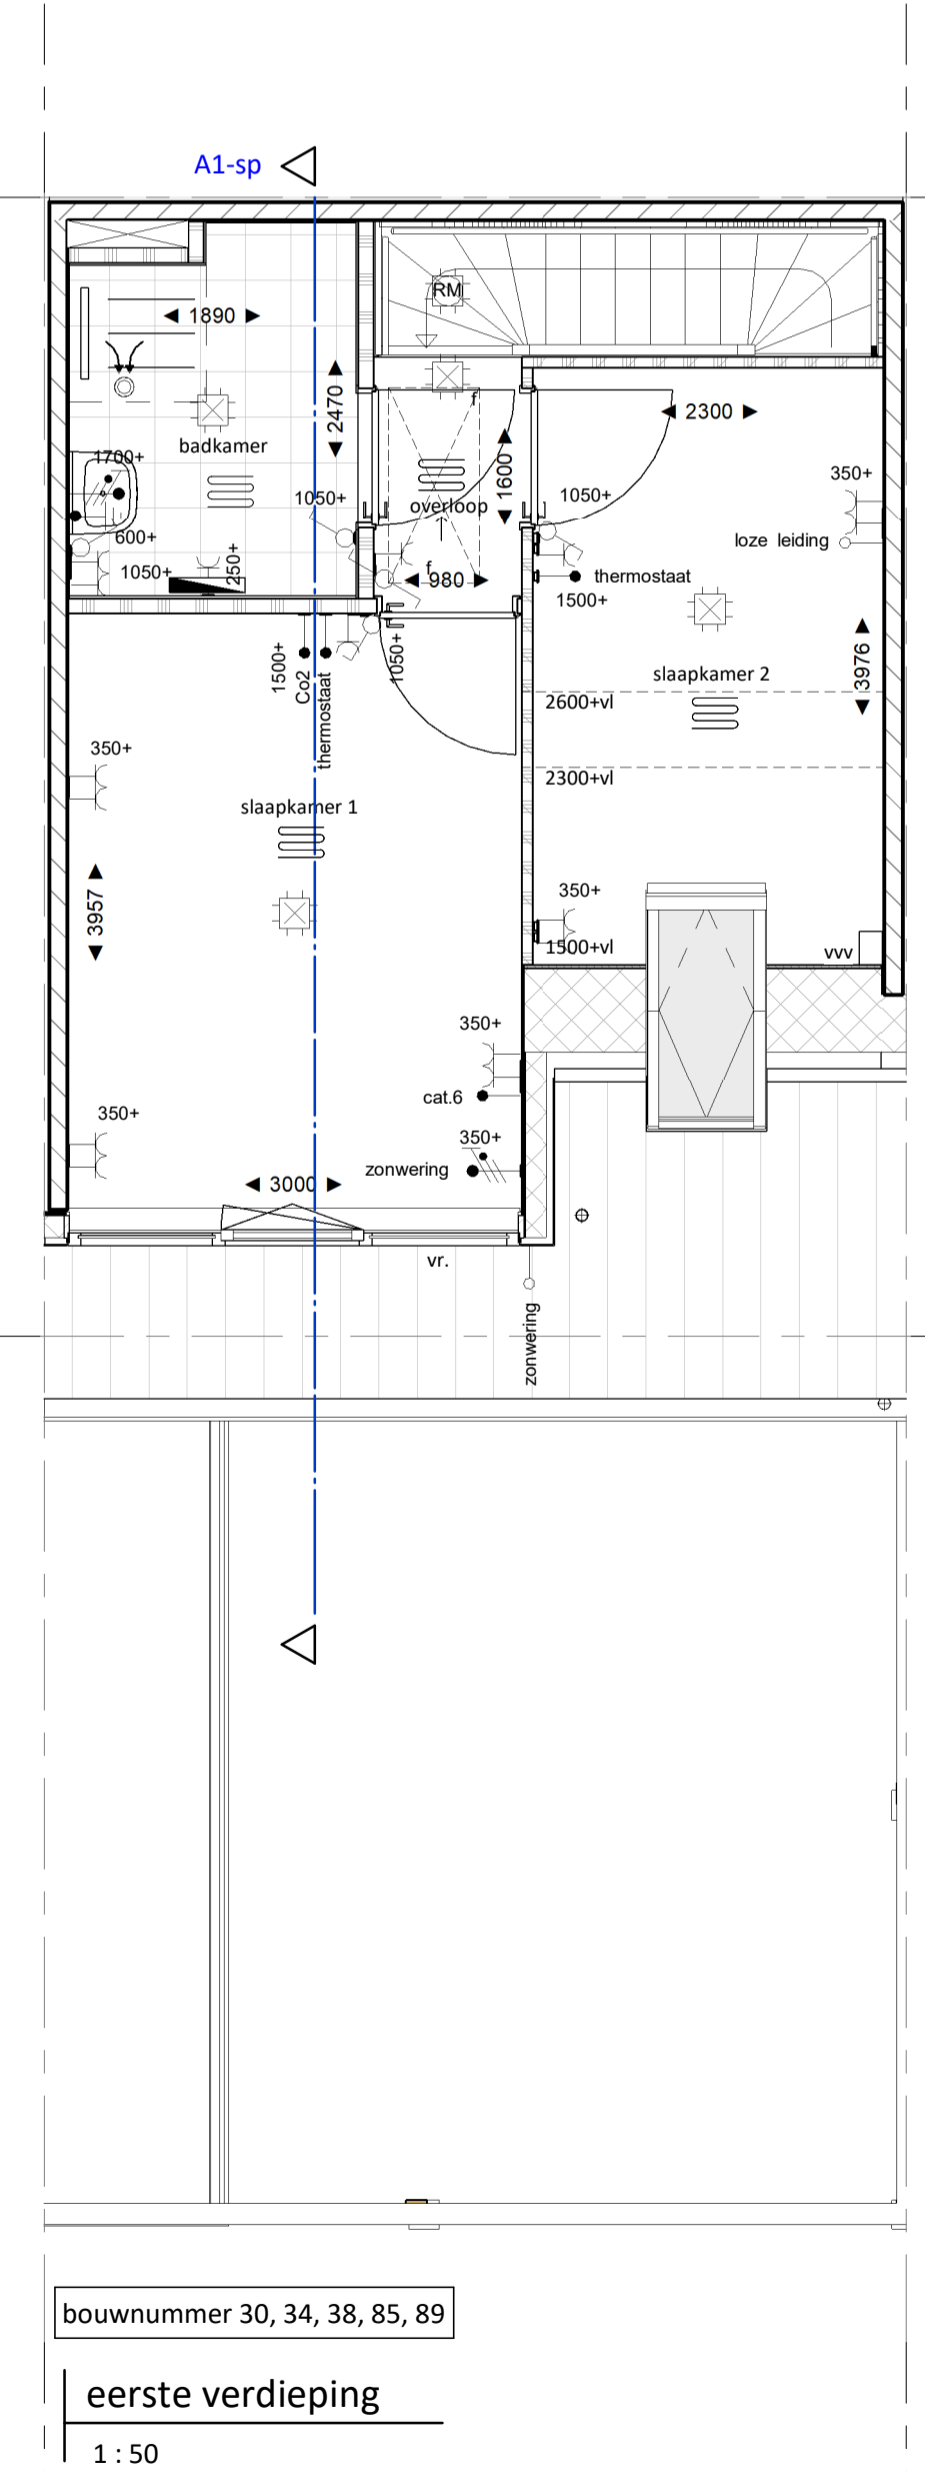 A1-sp
RM
1890
2470
f
2300
badkamer
1700+
350+
1050+
overloop
1600
1050+
600+
loze leiding
1050+
250+
f
980
thermostaat
1500+
1500+
Co2
thermostaat
1050+
3976
slaapkamer 2
2600+vl
350+
2300+vl
slaapkamer 1
3957
350+
1500+vl
vvv
350+
cat.6
350+
350+
zonwering
3000
vr.
zonwering
bouwnummer 30, 34, 38, 85, 89
eerste verdieping
1 : 50